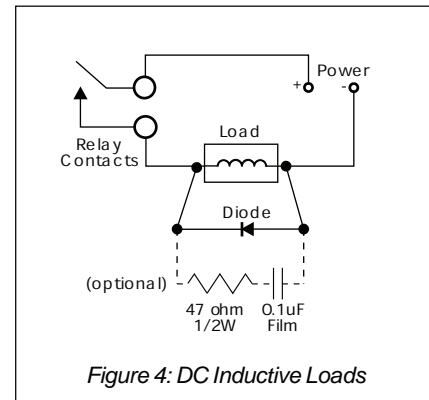 Power
+ -
Relay
Contacts
Load
Diode
(optional)
47 ohm
1/2W
0.1uF
Film
Figure 4: DC Inductive Loads